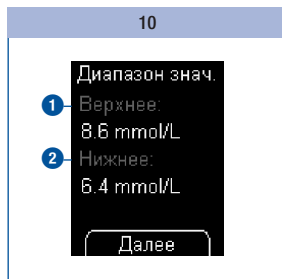 10
Диапазон знач.
1 Верхнее:
8.6 mmol/L
2 Нижнее:
6.4 mmol/L
Далее